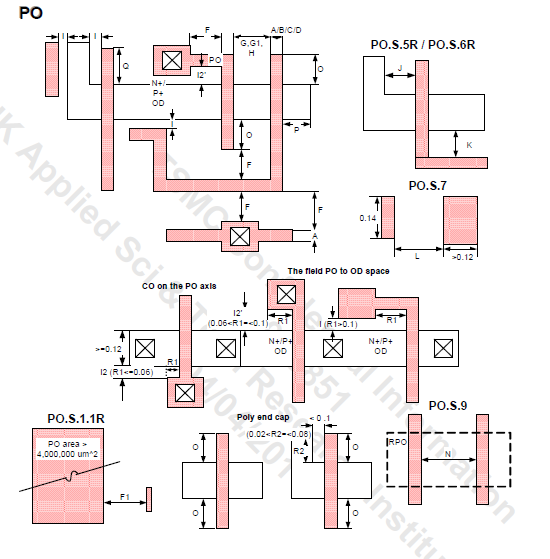 PO
F
A/B/C/D
I
I
Q
PO
G,G1,
H
O
I2'
N+/
P+
OD
I
O
P
F
F
F
A
PO.S.5R / PO.S.6R
J
K
PO.S.7
0.14
L
>0.12
The field PO to OD space
CO on the PO axis
I2'
(0.06<R1=<0.1)
R1
I (R1>0.1)
R1
>=0.12
R1
N+/P+
OD
N+/P+
OD
I2 (R1<=0.06)
PO.S.1.1R
PO area >
4,000,000 um^2
F1
Poly end cap
< 0.1
(0.02<R2=<0.08)
R2
O
O
O
O
PO.S.9
RPO
N